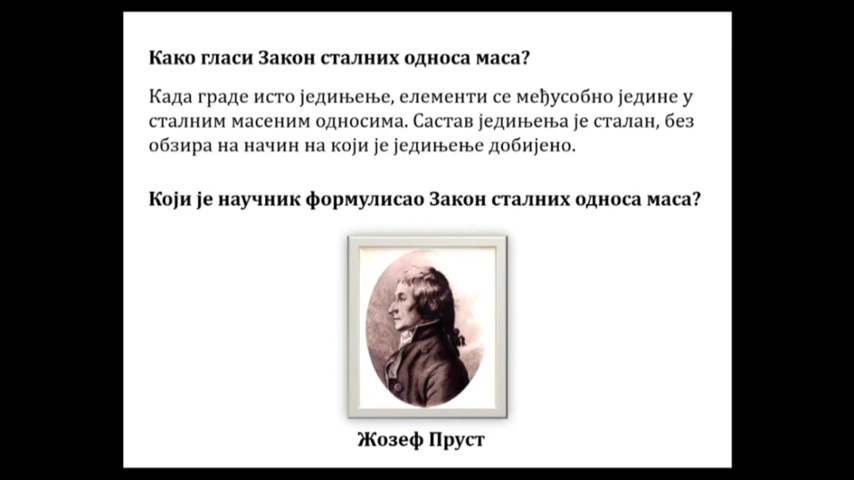 Како гласи Закон сталних односа маса?
Када граде исто једињење, елементи се међусобно једине у
сталним масеним односима. Састав једињења је сталан, без
обзира на начин на који је једињење добијено.
Који је научник формулисао Закон сталних односа маса?
Жозеф Пруст